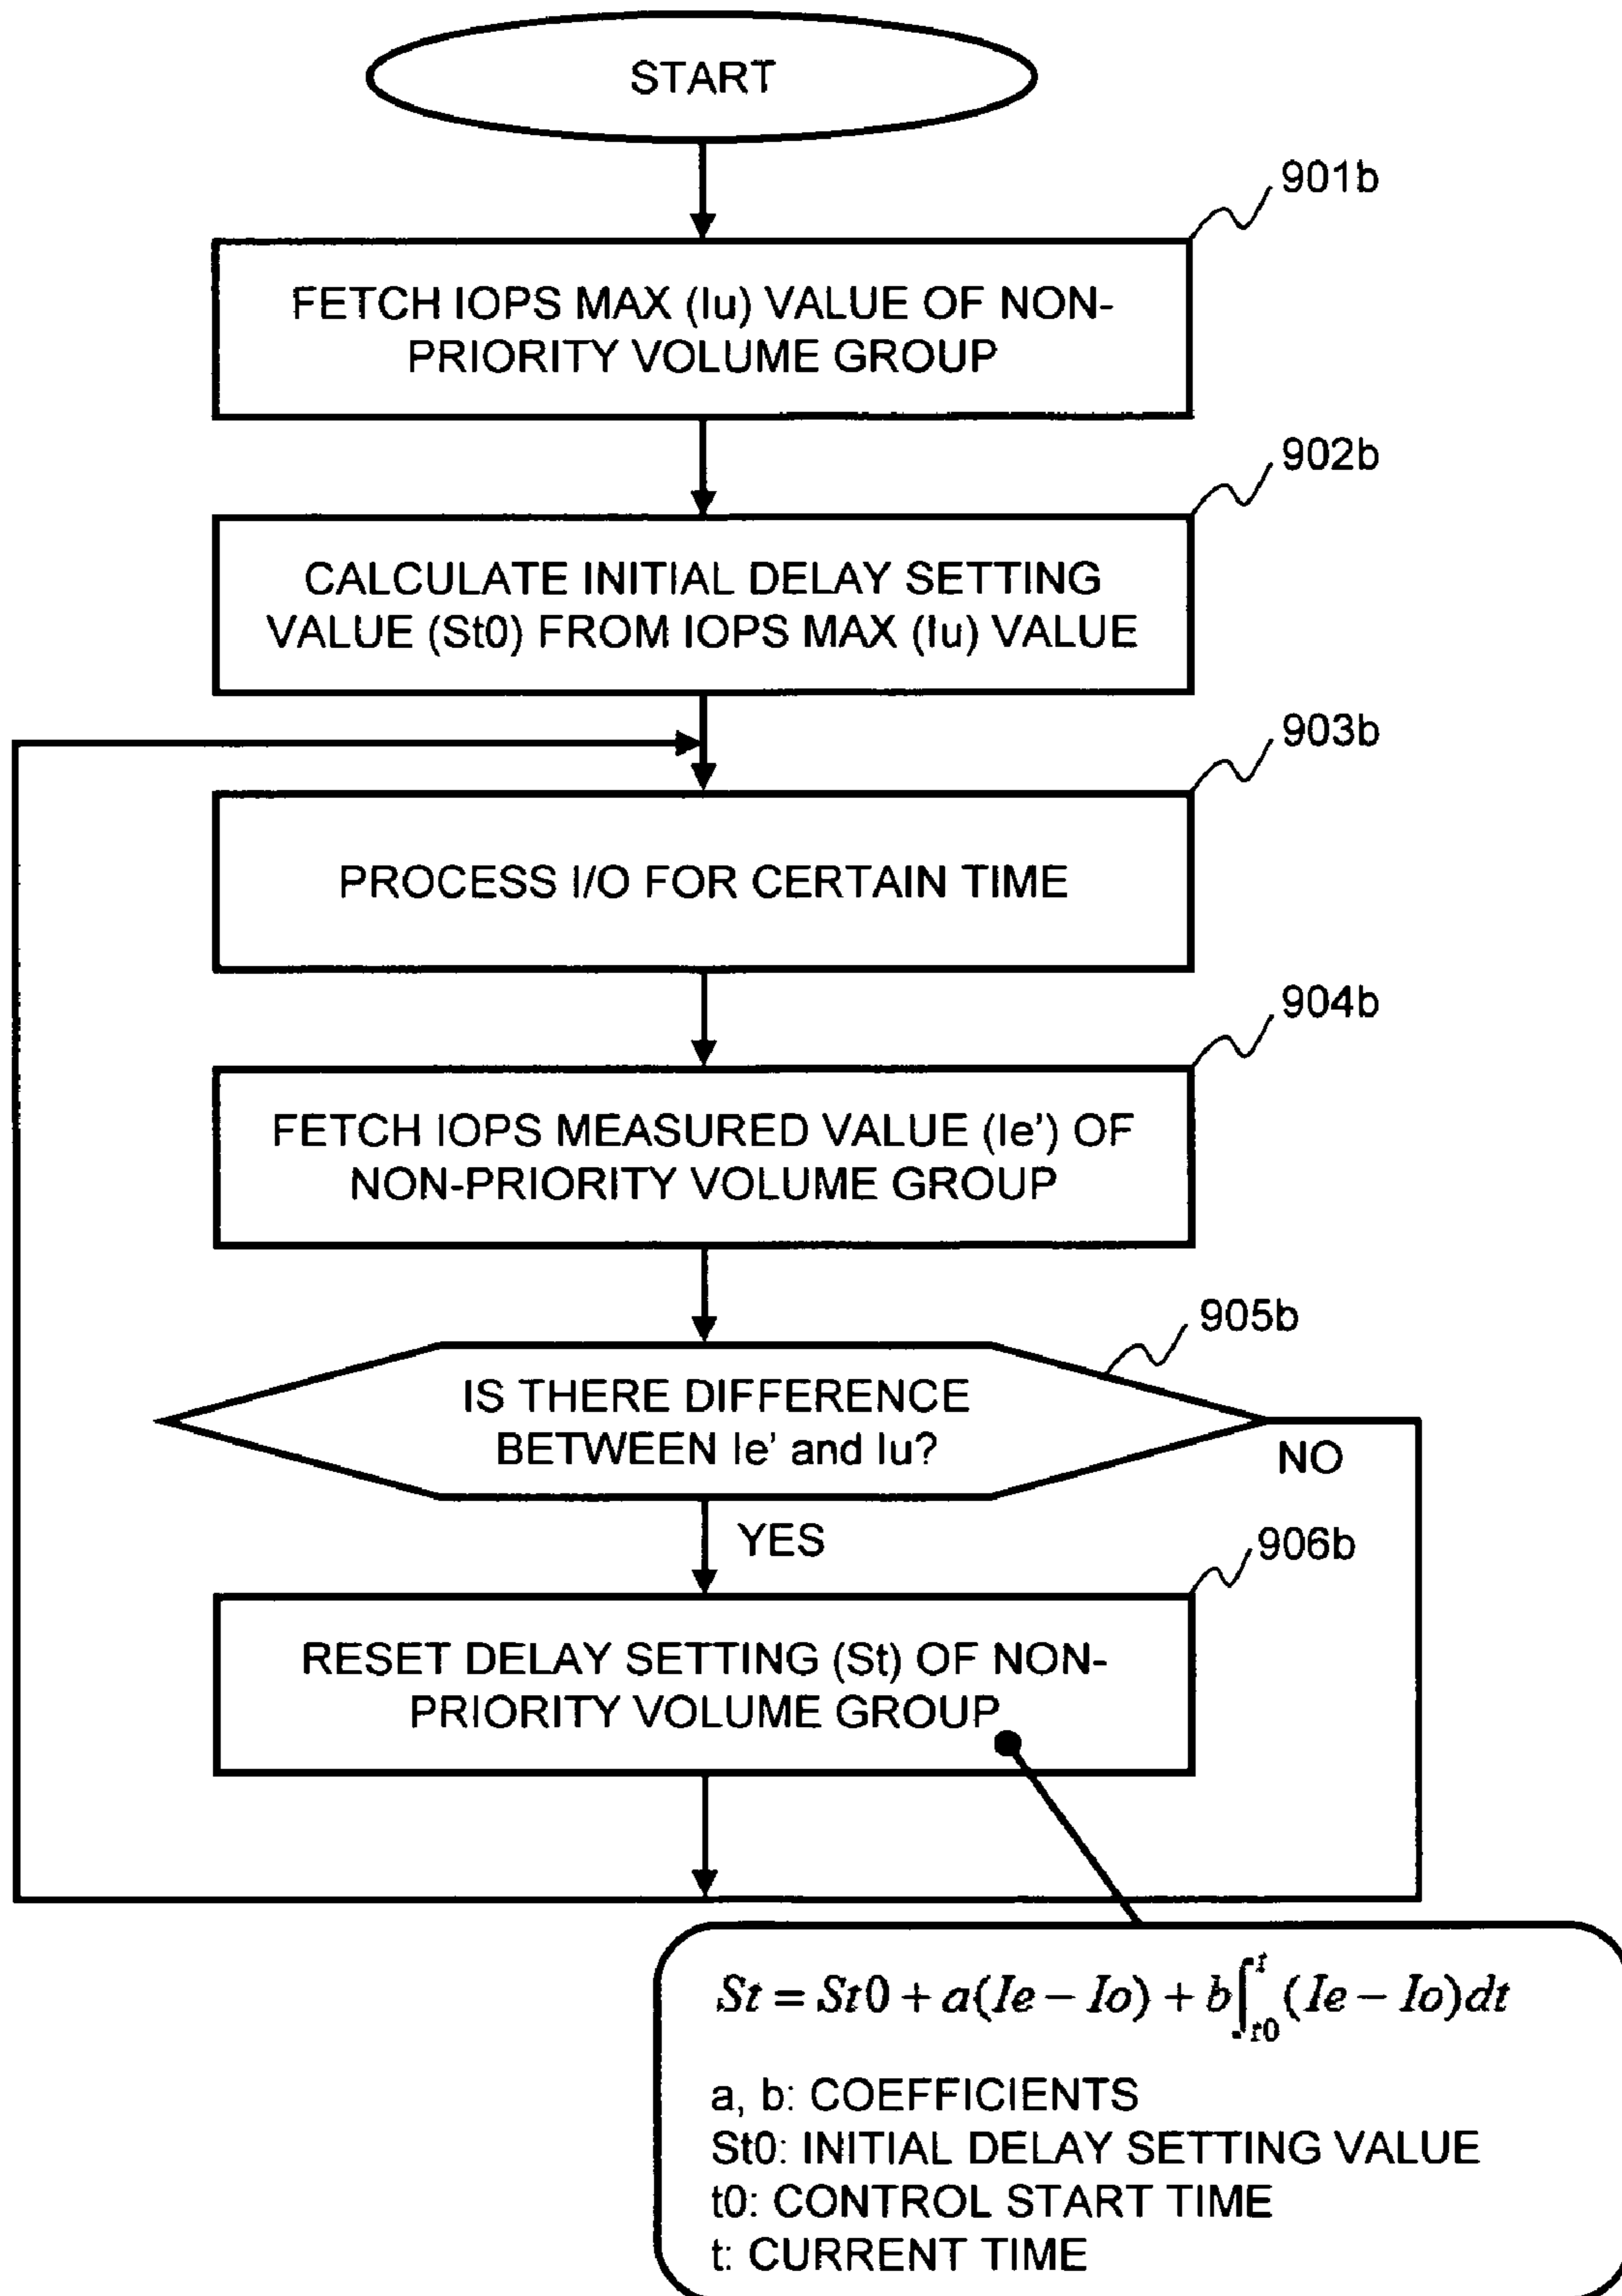 START
901b
FETCH IOPS MAX (Iu) VALUE OF NON-
PRIORITY VOLUME GROUP
902b
CALCULATE INITIAL DELAY SETTING
VALUE (St0) FROM IOPS MAX (Iu) VALUE
903b
PROCESS I/O FOR CERTAIN TIME
904b
FETCH IOPS MEASURED VALUE (Ie') OF
NON-PRIORITY VOLUME GROUP
905b
IS THERE DIFFERENCE
BETWEEN Ie' and Iu?
NO
YES
906b
RESET DELAY SETTING (St) OF NON-
PRIORITY VOLUME GROUP
St = St0 + a(Ie − Io) + b∫_{t0}^{t} (Ie − Io)dt
a, b: COEFFICIENTS
St0: INITIAL DELAY SETTING VALUE
t0: CONTROL START TIME
t: CURRENT TIME